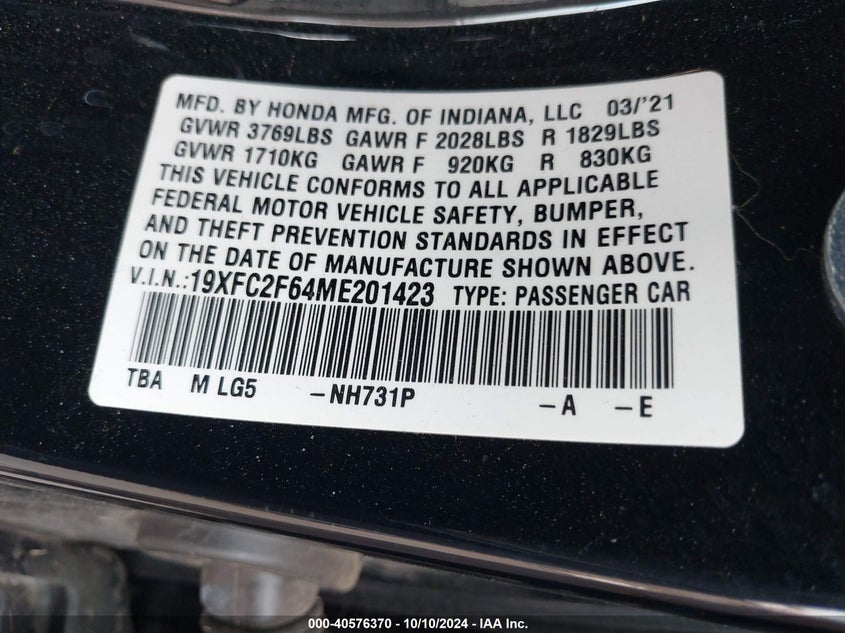 MFD. BY HONDA MFG. OF INDIANA, LLC 03/'21
GVWR 3769LBS GAWR F 2028LBS R 1829LBS
GVWR 1710KG GAWR F 920KG R 830KG
THIS VEHICLE CONFORMS TO ALL APPLICABLE
FEDERAL MOTOR VEHICLE SAFETY, BUMPER,
AND THEFT PREVENTION STANDARDS IN EFFECT
ON THE DATE OF MANUFACTURE SHOWN ABOVE.
V.I.N.:19XFC2F64ME201423 TYPE: PASSENGER CAR
TBA M LG5 -NH731P -A -E
000-40576370 - 10/10/2024 - IAA Inc.